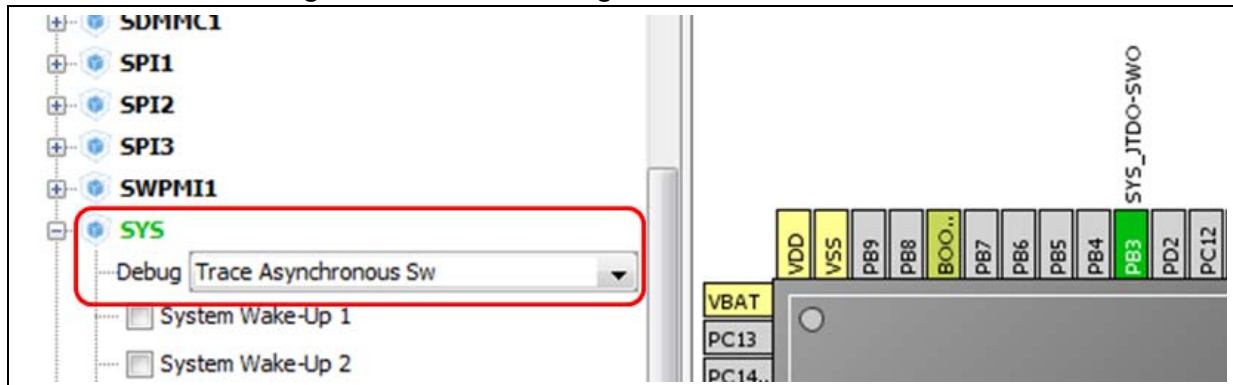 SDMMC1
SPI1
SPI2
SPI3
SWPMI1
SYS
Debug Trace Asynchronous Sw
System Wake-Up 1
System Wake-Up 2
SYS_JTDO-SWO
VDD
VSS
PB9
PB8
BOO..
PB7
PB6
PB5
PB4
PB3
PD2
PC12
VBAT
PC13
PC14..